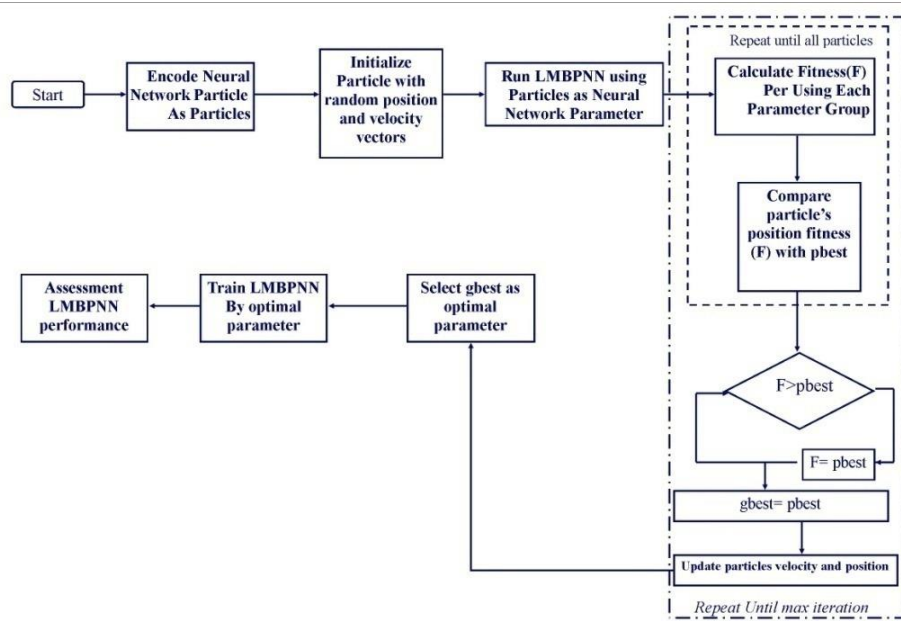 Start
Encode Neural
Network Particle
As Particles
Initialize
Particle with
random position
and velocity
vectors
Run LMBPNN using
Particles as Neural
Network Parameter
Repeat until all particles
Calculate Fitness(F)
Per Using Each
Parameter Group
Compare
particle's
position fitness
(F) with pbest
F>pbest
F= pbest
gbest= pbest
Update particles velocity and position
Repeat Until max iteration
Select gbest as
optimal
parameter
Train LMBPNN
By optimal
parameter
Assessment
LMBPNN
performance